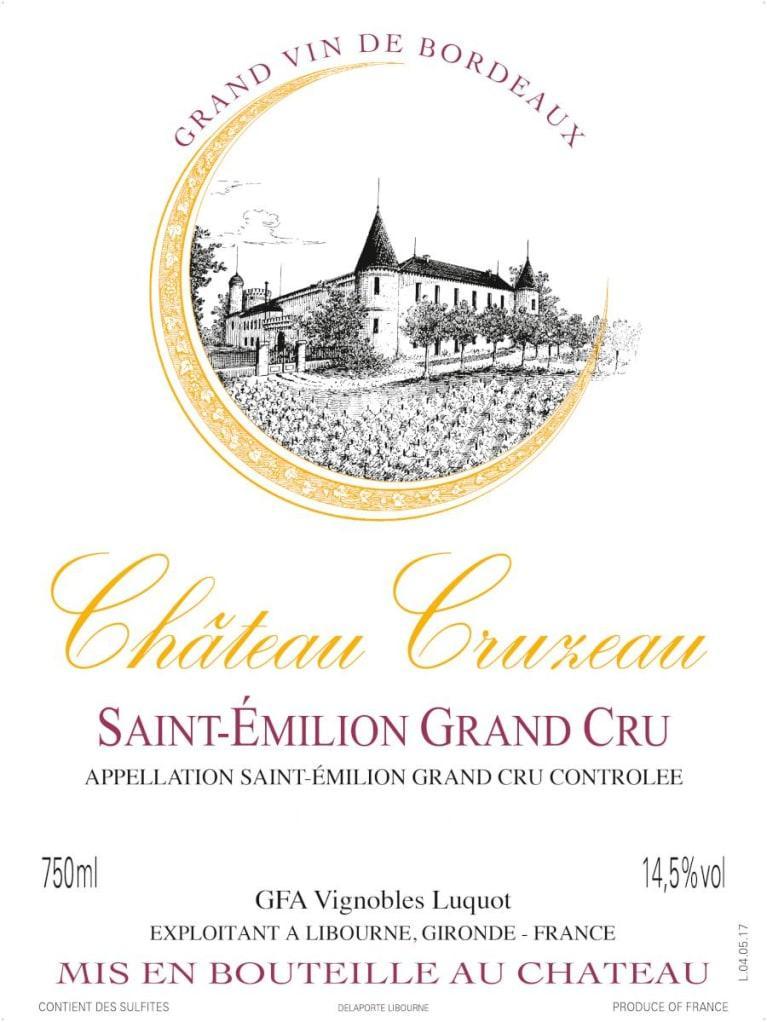 GRAND VIN DE BORDEAUX
Château Cruzeau
SAINT-ÉMILION GRAND CRU
APPELLATION SAINT-ÉMILION GRAND CRU CONTROLEE
750ml
14,5%vol
GFA Vignobles Luquot
EXPLOITANT A LIBOURNE, GIRONDE - FRANCE
MIS EN BOUTEILLE AU CHATEAU
L.04.05.17
CONTIENT DES SULFITES
DELAPORTE LIBOURNE
PRODUCE OF FRANCE